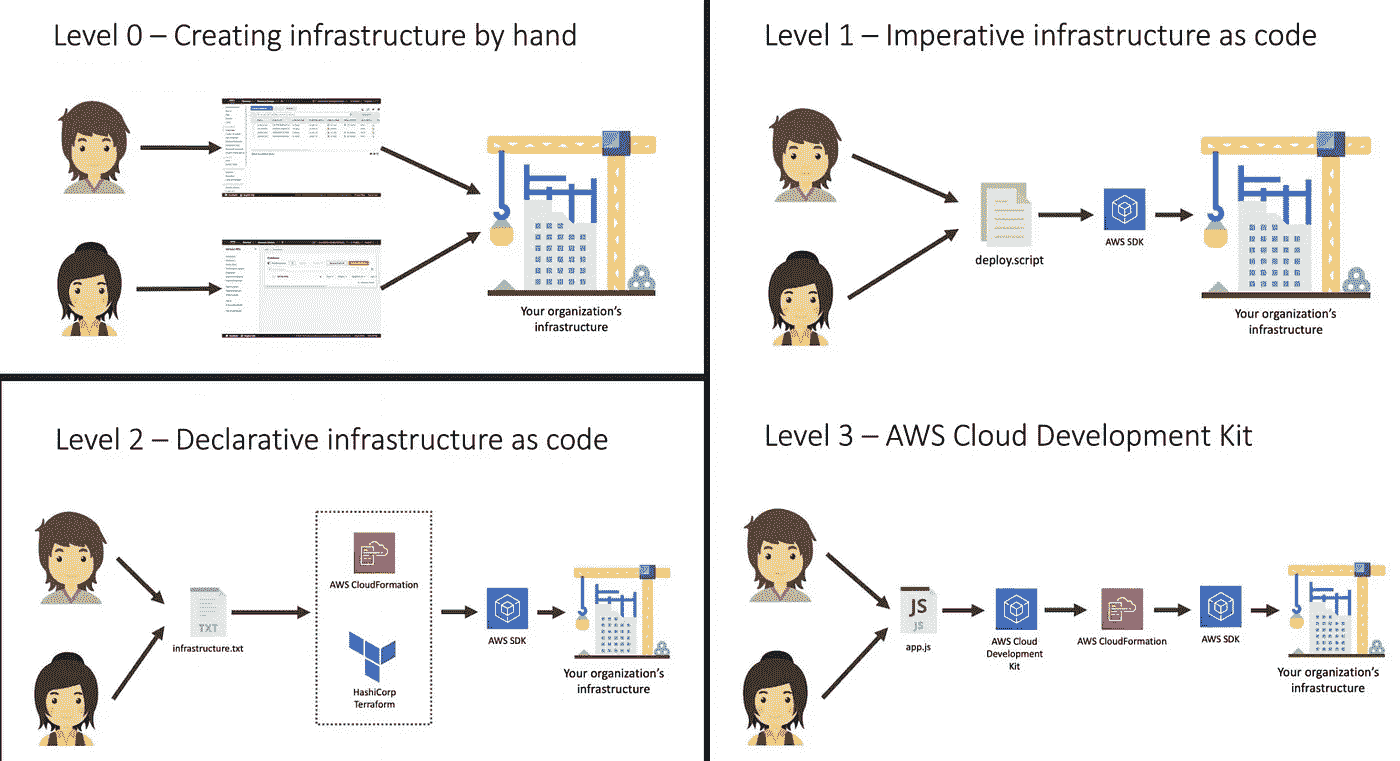 Level 0 – Creating infrastructure by hand
Your organization's
infrastructure
Level 1 – Imperative infrastructure as code
deploy.script
AWS SDK
Your organization's
infrastructure
Level 2 – Declarative infrastructure as code
TXT
infrastructure.txt
AWS CloudFormation
HashiCorp
Terraform
AWS SDK
Your organization's
infrastructure
Level 3 – AWS Cloud Development Kit
JS
JS
app.js
AWS Cloud
Development
Kit
AWS CloudFormation
AWS SDK
Your organization's
infrastructure